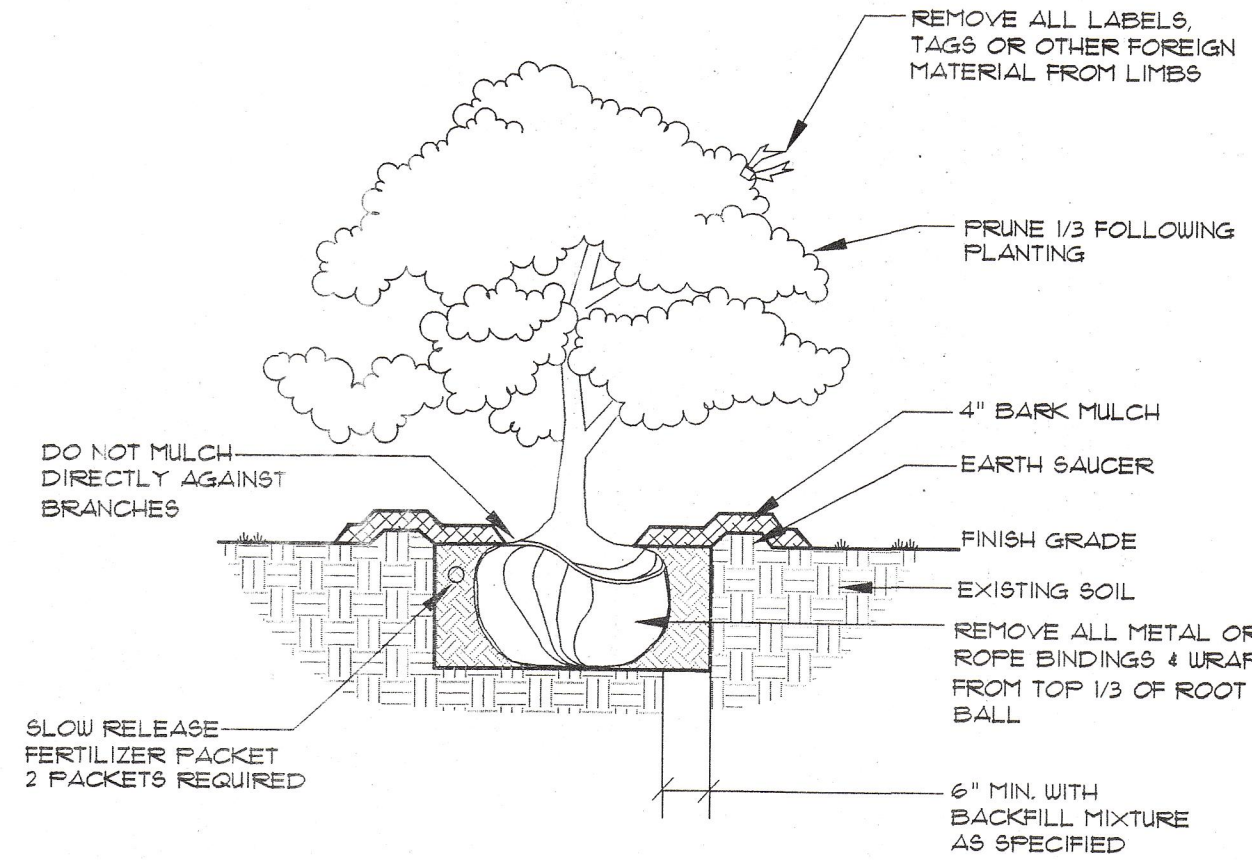 REMOVE ALL LABELS,
TAGS OR OTHER FOREIGN
MATERIAL FROM LIMBS
PRUNE 1/3 FOLLOWING
PLANTING
4" BARK MULCH
EARTH SAUCER
FINISH GRADE
EXISTING SOIL
REMOVE ALL METAL OR
ROPE BINDINGS & WRAP
FROM TOP 1/3 OF ROOT
BALL
6" MIN. WITH
BACKFILL MIXTURE
AS SPECIFIED
DO NOT MULCH
DIRECTLY AGAINST
BRANCHES
SLOW RELEASE
FERTILIZER PACKET
2 PACKETS REQUIRED